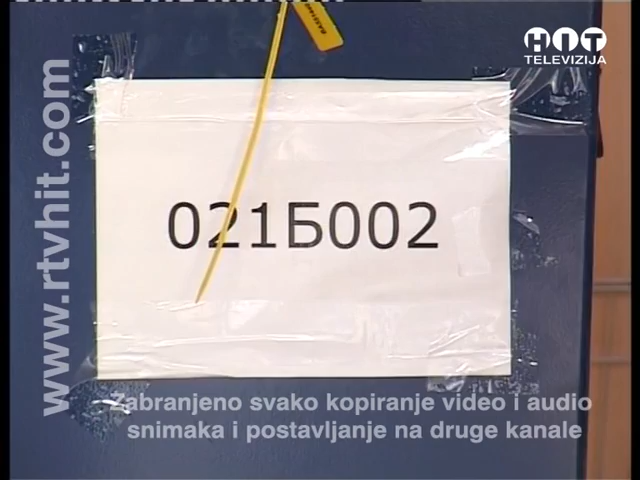 HIT
TELEVIZIJA
www.rtvhit.com
021Б002
Zabranjeno svako kopiranje video i audio
snimaka i postavljanje na druge kanale